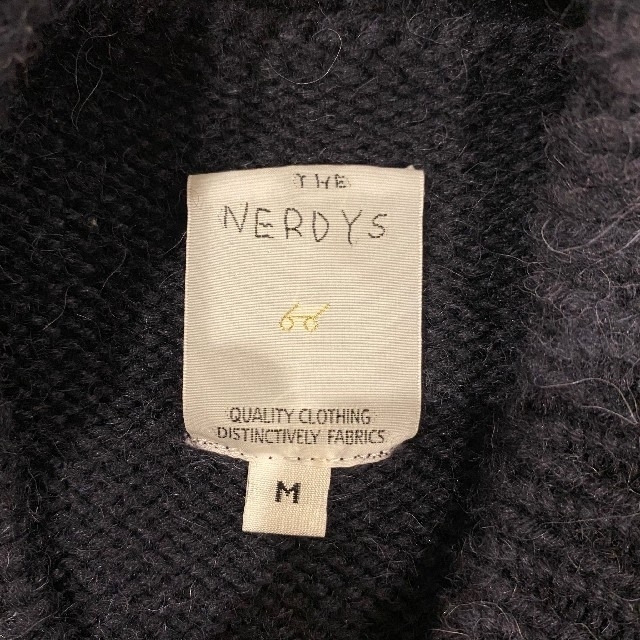 THE
NERDYS
QUALITY CLOTHING
DISTINCTIVELY FABRICS
M